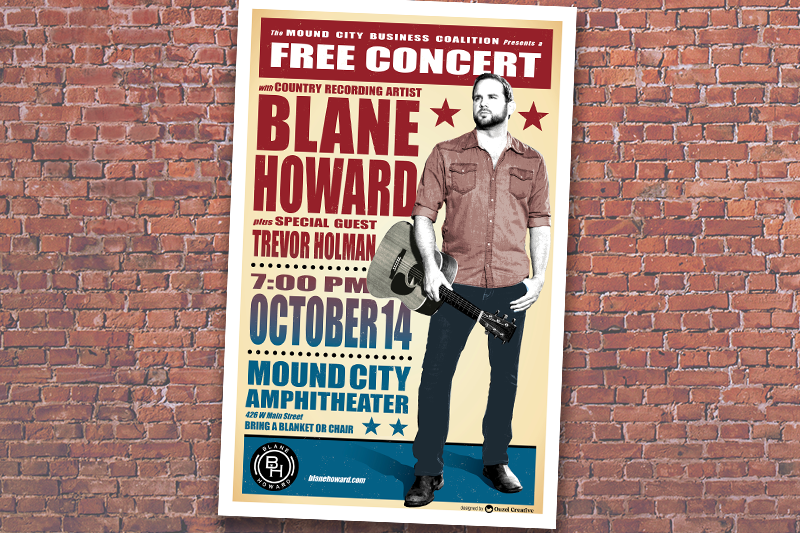 The MOUND CITY BUSINESS COALITION Presents a
FREE CONCERT
with COUNTRY RECORDING ARTIST
BLANE
HOWARD
plus SPECIAL GUEST
TREVOR HOLMAN
7:00 PM
OCTOBER 14
MOUND CITY
AMPHITHEATER
426 W Main Street
BRING A BLANKET OR CHAIR
BLANE
BH
HOWARD
blanehoward.com
designed by Ouzel Creative